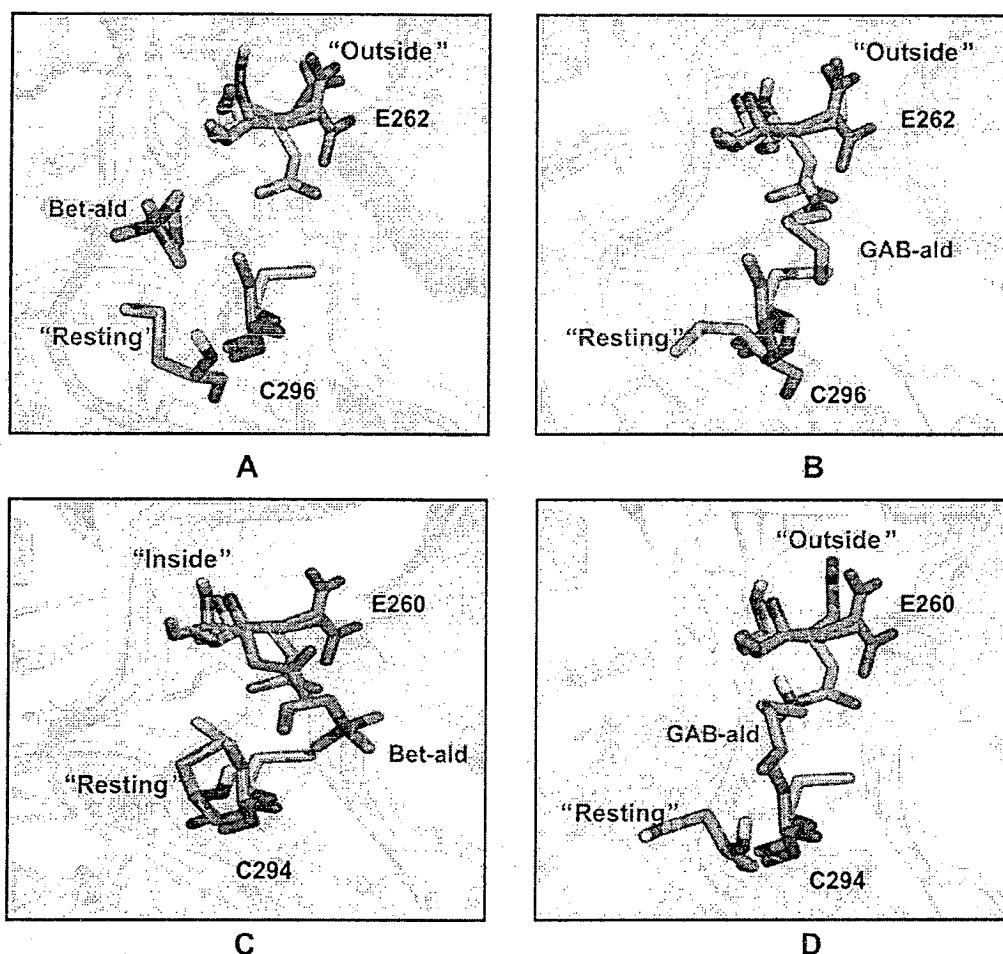 "Outside"
E262
Bet-ald
"Resting"
C296
A
"Outside"
E262
GAB-ald
"Resting"
C296
B
"Inside"
E260
Bet-ald
"Resting"
C294
C
"Outside"
E260
GAB-ald
"Resting"
C294
D